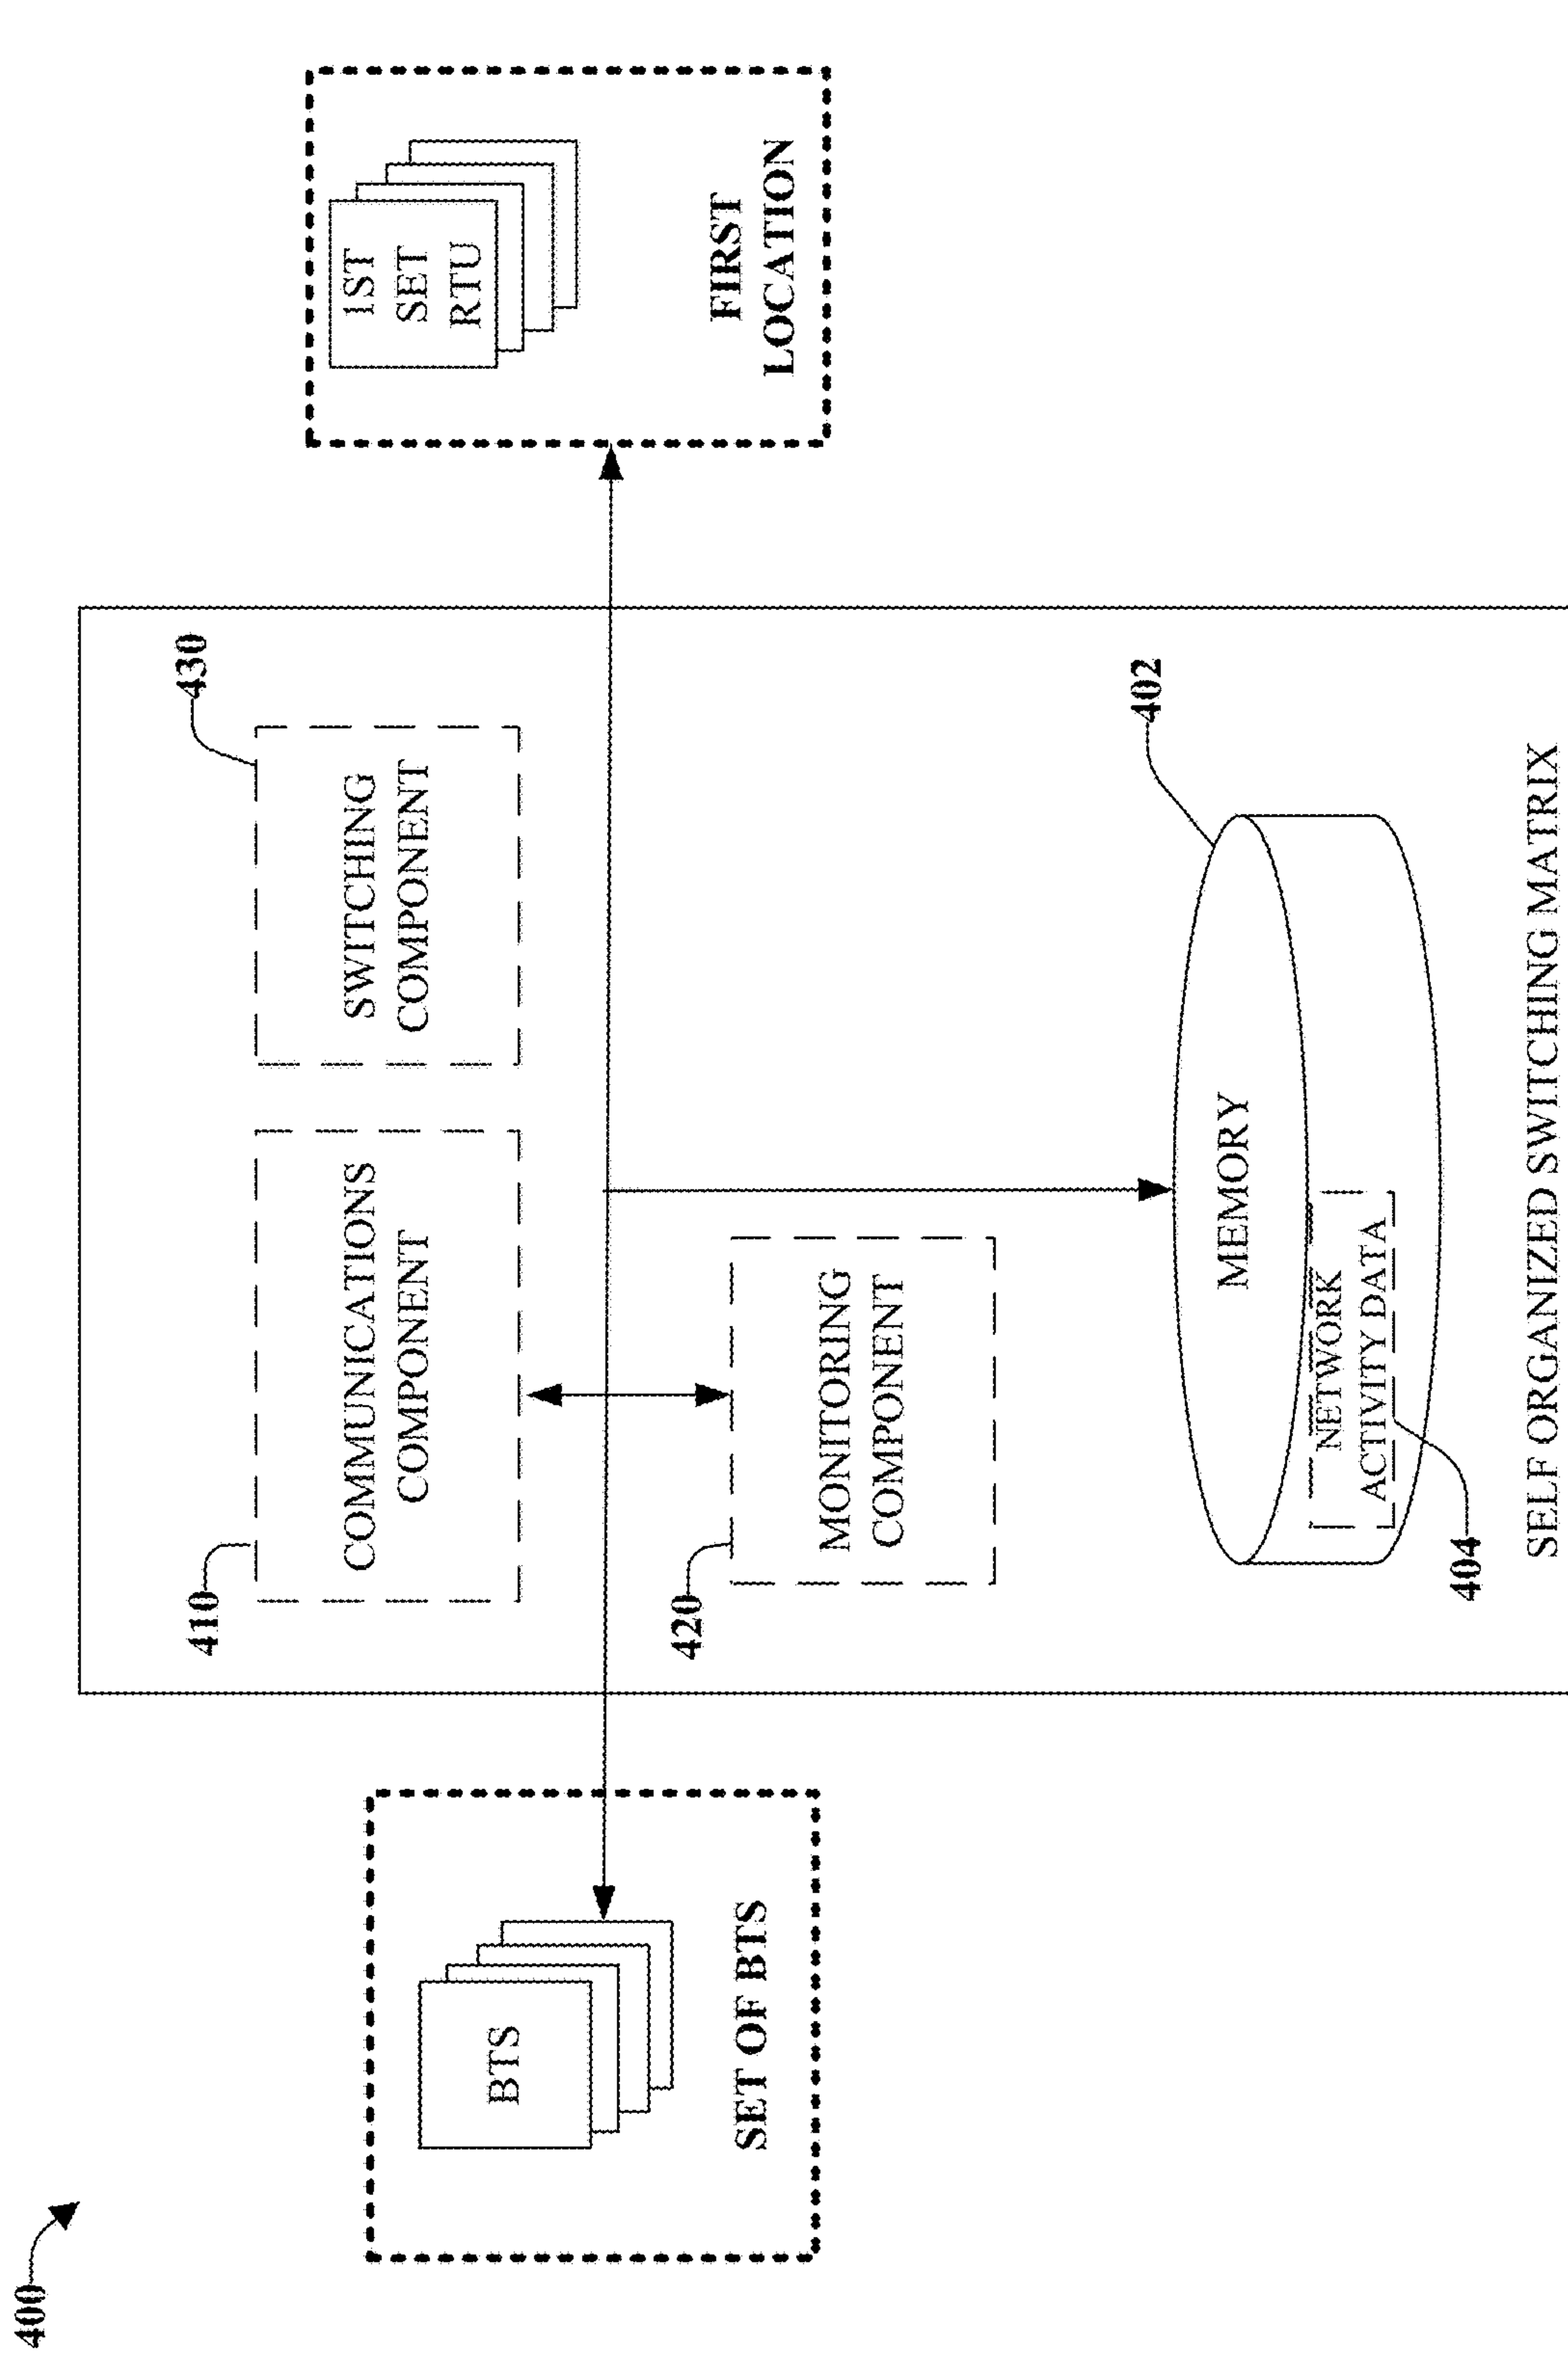 400
410
COMMUNICATIONS
COMPONENT
430
SWITCHING
COMPONENT
1ST
SET
RTU
FIRST
LOCATION
BTS
SET OF BTS
420
MONITORING
COMPONENT
402
MEMORY
NETWORK
ACTIVITY DATA
404
SELF ORGANIZED SWITCHING MATRIX